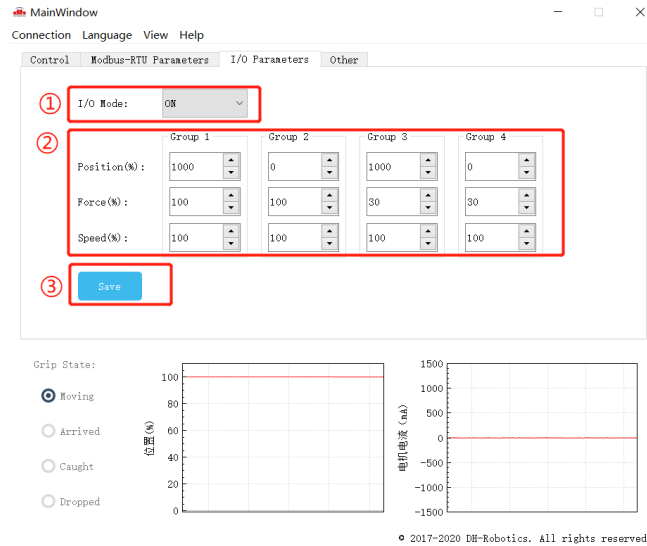 MainWindow
Connection Language View Help
Control Modbus-RTU Parameters I/O Parameters Other
① I/O Mode: ON
②
Group 1 Group 2 Group 3 Group 4
Position(%): 1000 0 1000 0
Force(%): 100 100 30 30
Speed(%): 100 100 100 100
③ Save
Grip State:
Moving
Arrived
Caught
Dropped
位置(%)
100
80
60
40
20
0
电机电流 (mA)
1500
1000
500
0
-500
-1000
-1500
© 2017-2020 DH-Robotics. All rights reserved